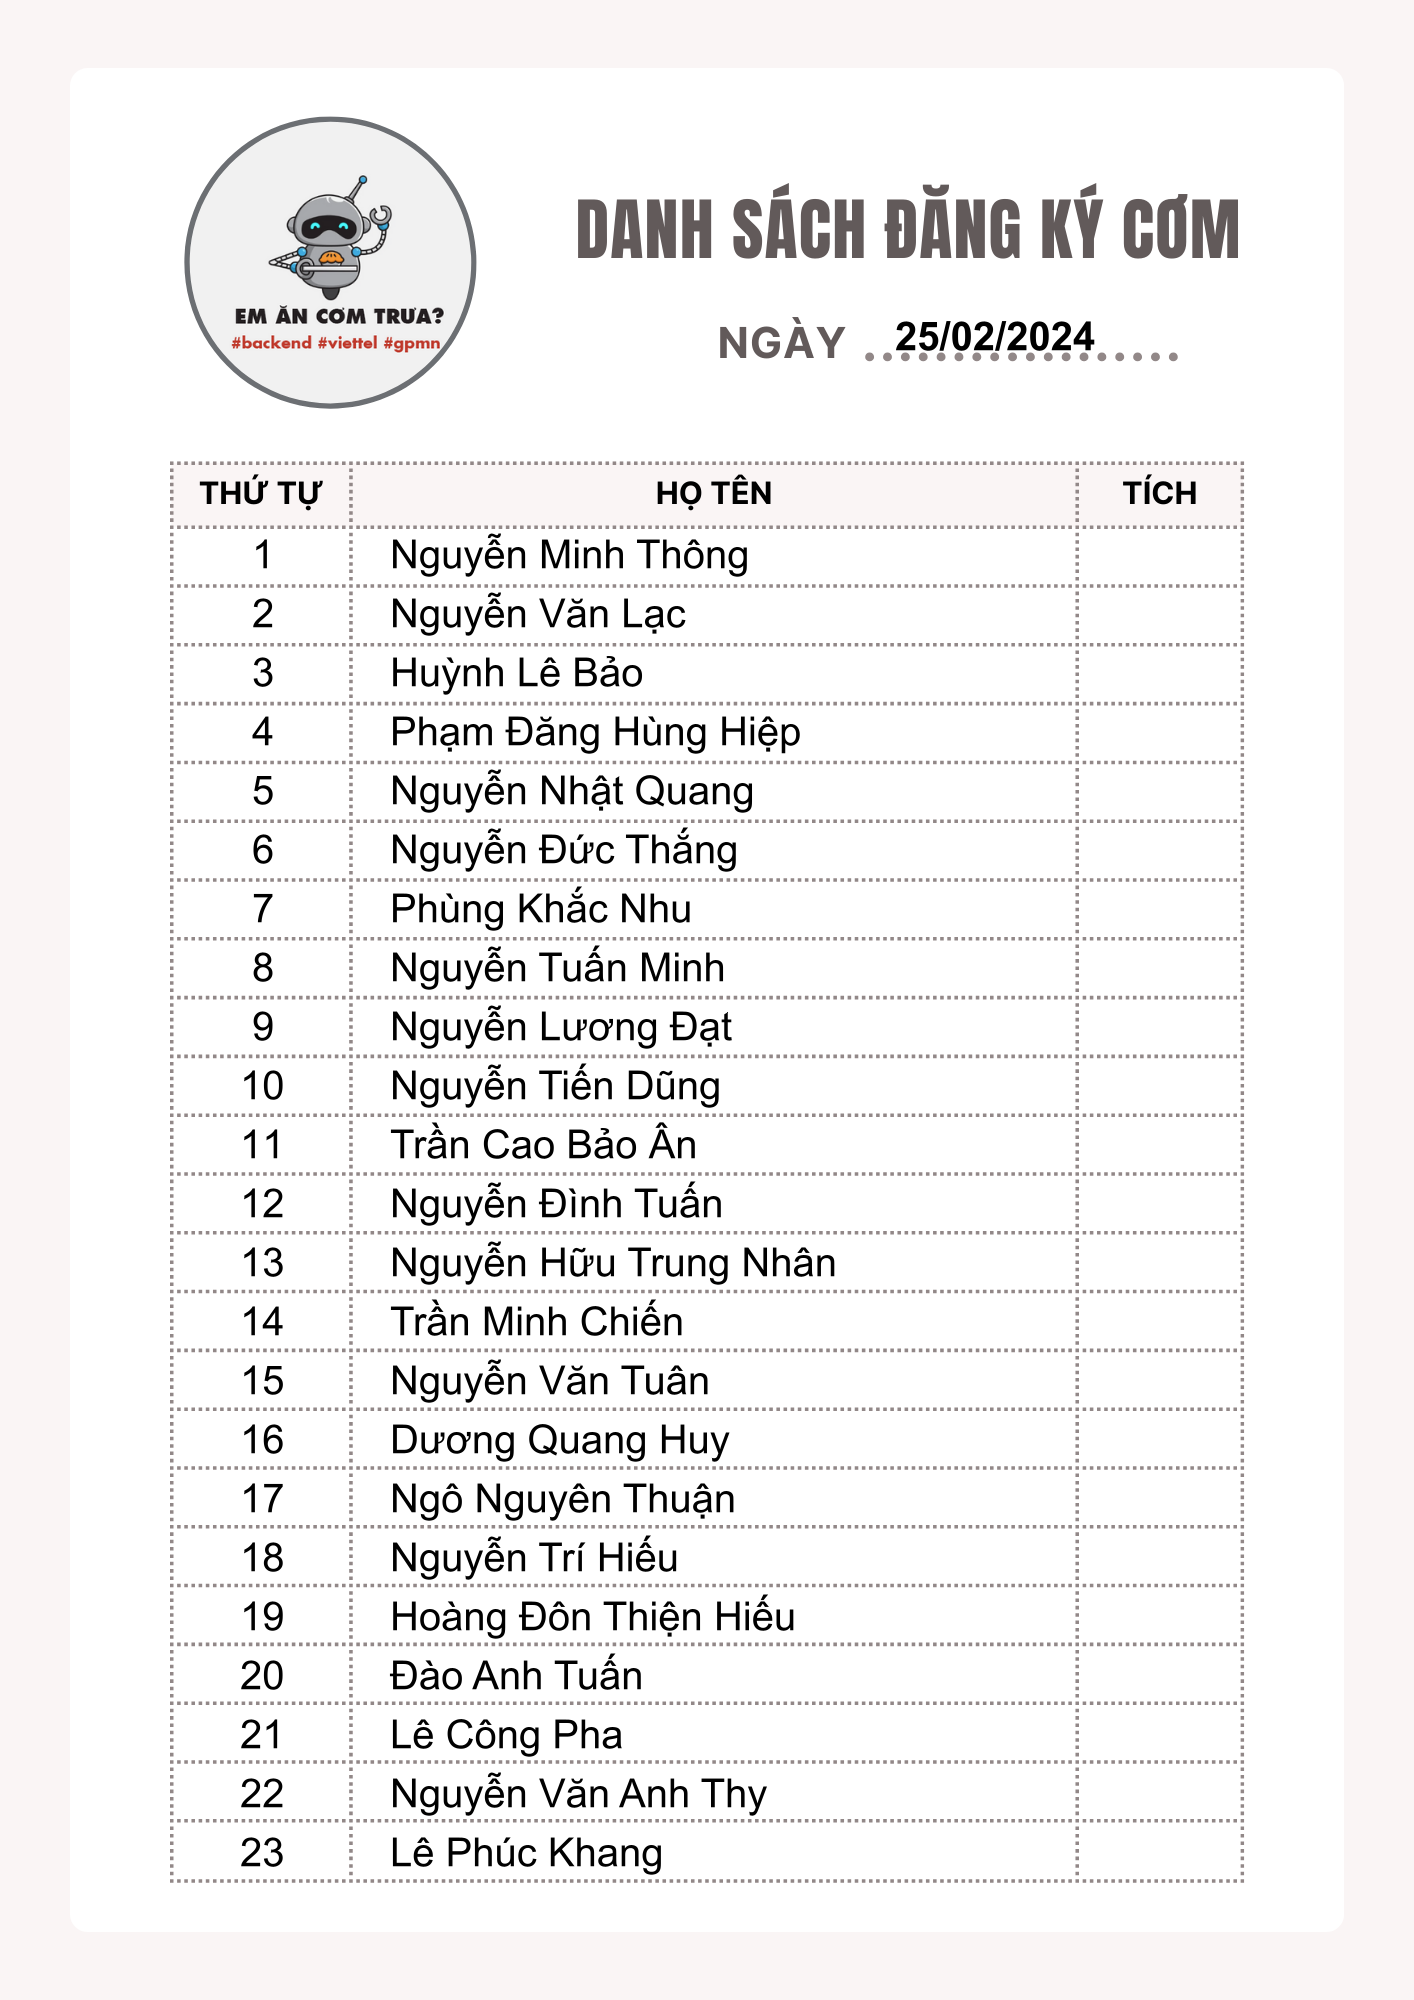 EM ĂN CƠM TRƯA?
#backend #viettel #gpmn
DANH SÁCH ĐĂNG KÝ CƠM
NGÀY 25/02/2024
THỨ TỰ HỌ TÊN TÍCH
1 Nguyễn Minh Thông
2 Nguyễn Văn Lạc
3 Huỳnh Lê Bảo
4 Phạm Đăng Hùng Hiệp
5 Nguyễn Nhật Quang
6 Nguyễn Đức Thắng
7 Phùng Khắc Nhu
8 Nguyễn Tuấn Minh
9 Nguyễn Lương Đạt
10 Nguyễn Tiến Dũng
11 Trần Cao Bảo Ân
12 Nguyễn Đình Tuấn
13 Nguyễn Hữu Trung Nhân
14 Trần Minh Chiến
15 Nguyễn Văn Tuân
16 Dương Quang Huy
17 Ngô Nguyên Thuận
18 Nguyễn Trí Hiếu
19 Hoàng Đôn Thiện Hiếu
20 Đào Anh Tuấn
21 Lê Công Pha
22 Nguyễn Văn Anh Thy
23 Lê Phúc Khang